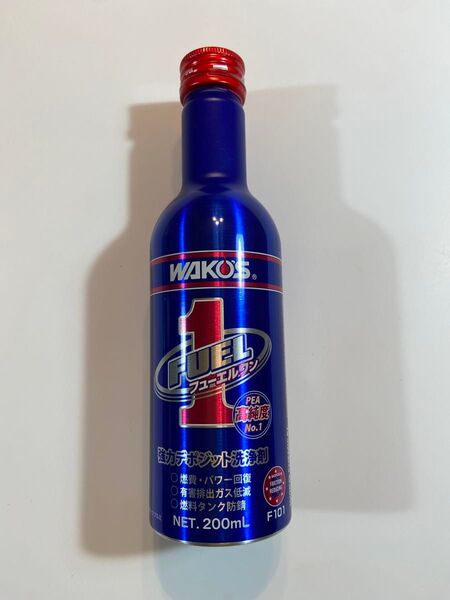 WAKO'S®
1
FUEL
フューエルワン
PEA
高純度
No.1
強力デポジット洗浄剤
○燃費・パワー回復
○有害排出ガス低減
○燃料タンク防錆
NET. 200mL
F101